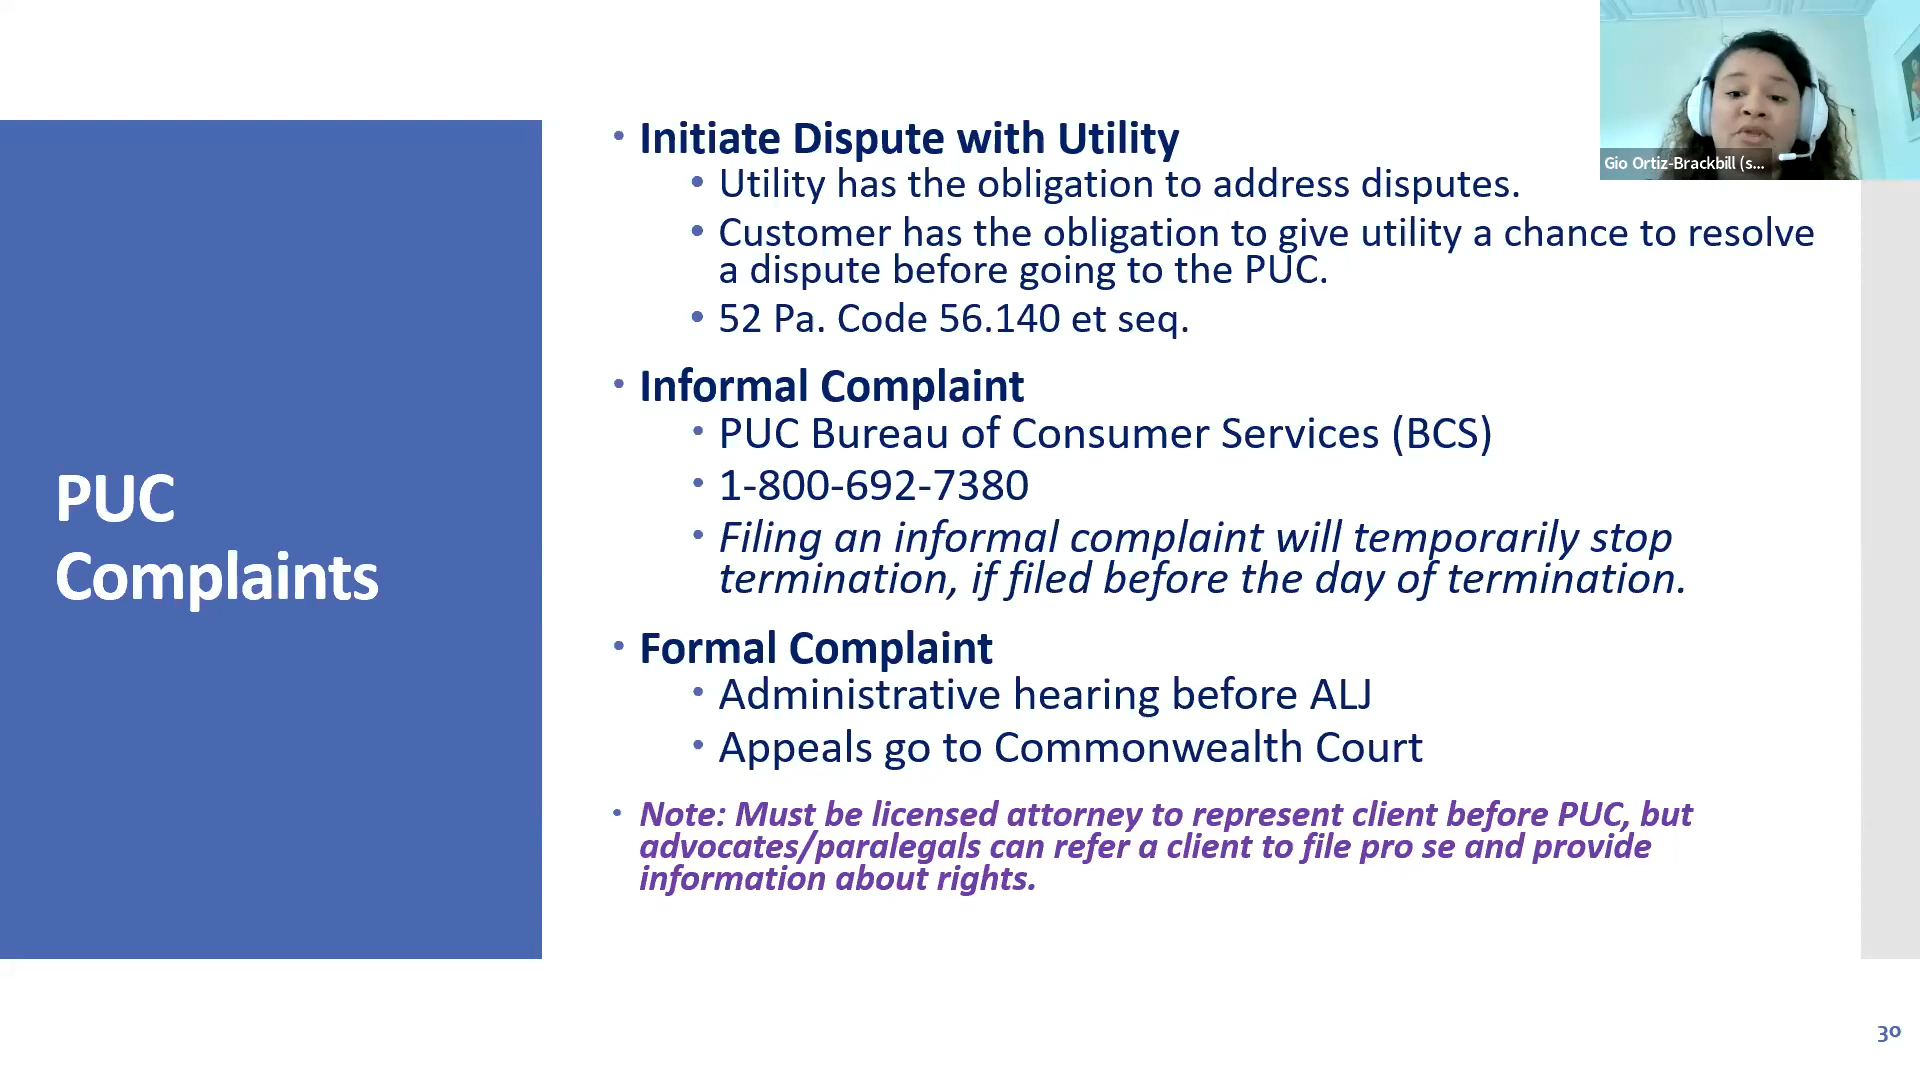 PUC
Complaints
• Initiate Dispute with Utility
• Utility has the obligation to address disputes.
• Customer has the obligation to give utility a chance to resolve
a dispute before going to the PUC.
• 52 Pa. Code 56.140 et seq.
• Informal Complaint
• PUC Bureau of Consumer Services (BCS)
• 1-800-692-7380
• Filing an informal complaint will temporarily stop
termination, if filed before the day of termination.
• Formal Complaint
• Administrative hearing before ALJ
• Appeals go to Commonwealth Court
• Note: Must be licensed attorney to represent client before PUC, but
advocates/paralegals can refer a client to file pro se and provide
information about rights.
Gio Ortiz-Brackbill (s...
30